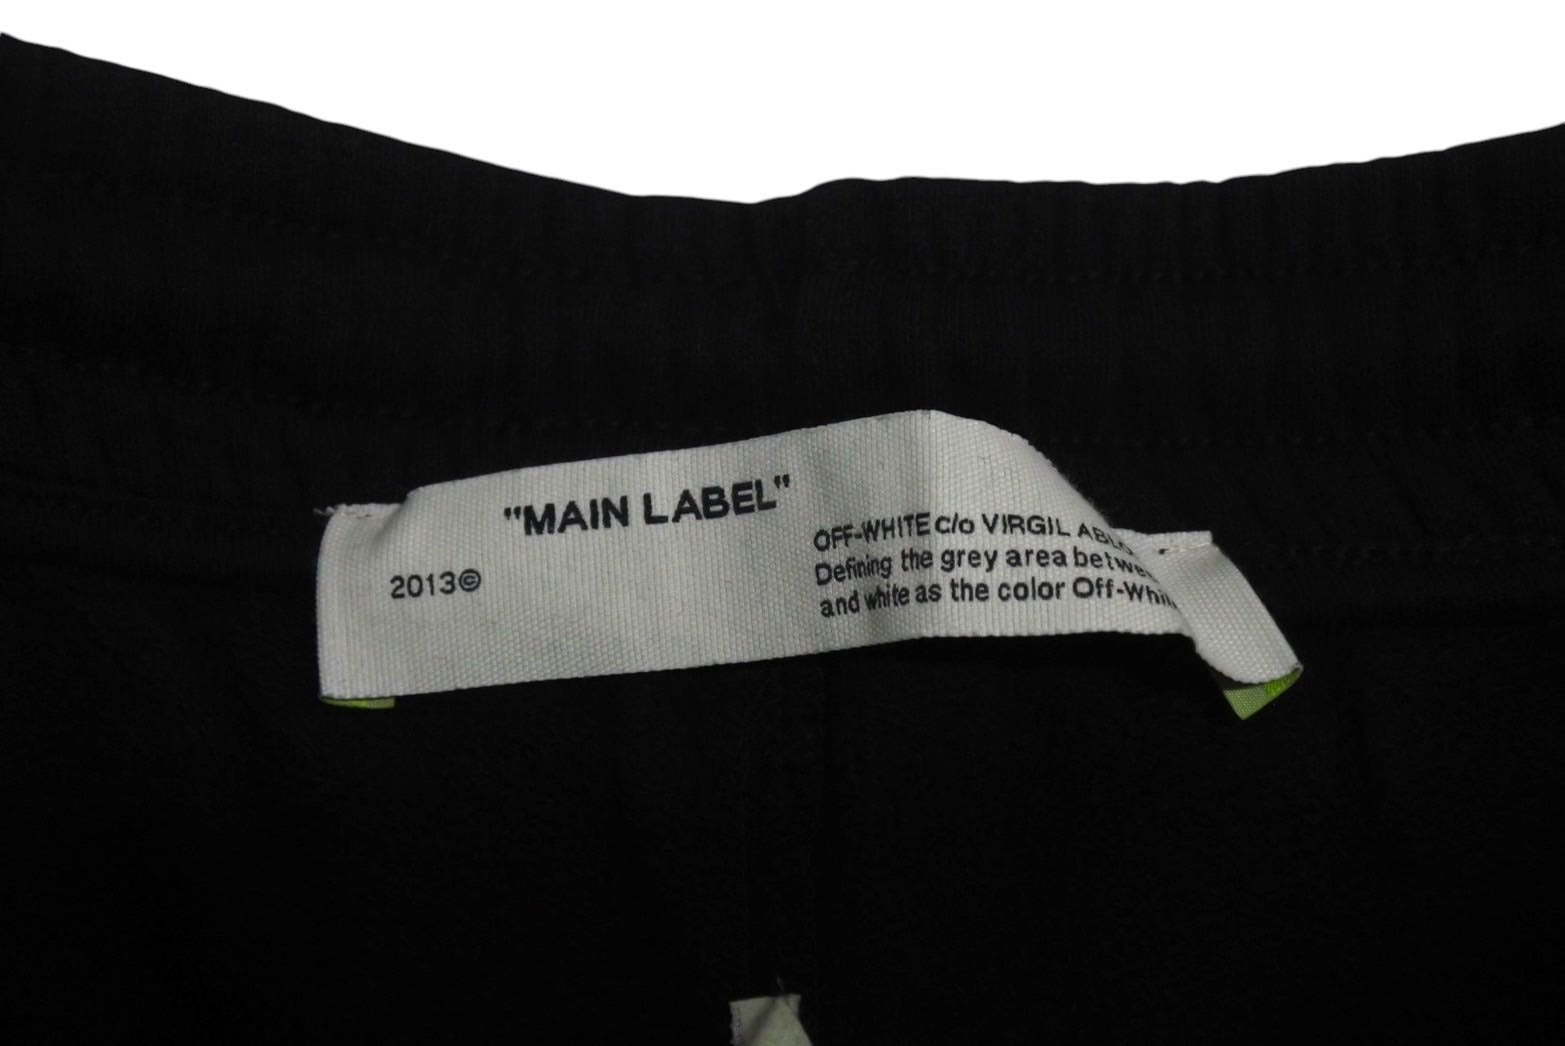 "MAIN LABEL"
2013©
OFF-WHITE c/o VIRGIL
Defining the grey area
and white as the color